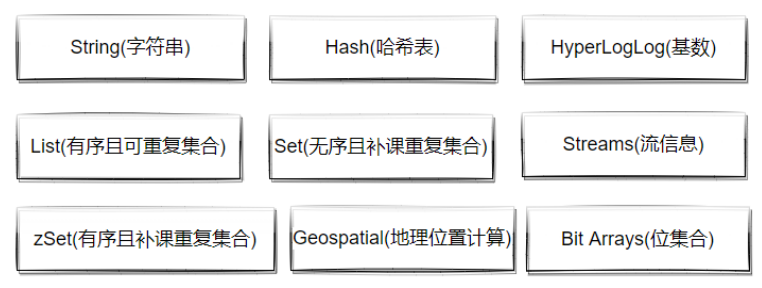 String(字符串)
Hash(哈希表)
HyperLogLog(基数)
List(有序且可重复集合)
Set(无序且补课重复集合)
Streams(流信息)
zSet(有序且补课重复集合)
Geospatial(地理位置计算)
Bit Arrays(位集合)